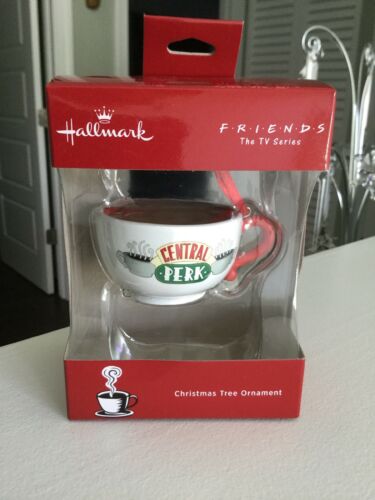 Hallmark
F·R·I·E·N·D·S
The TV Series
CENTRAL
PERK
Christmas Tree Ornament